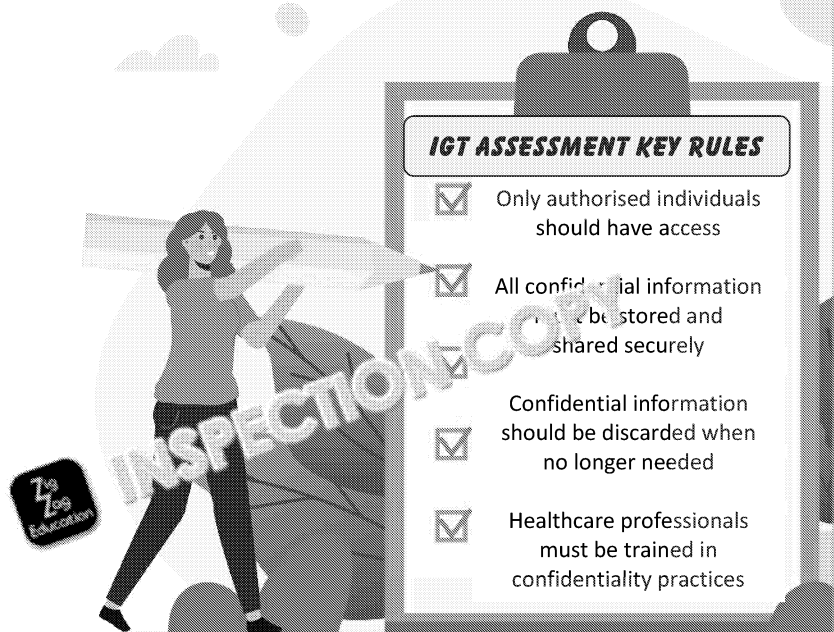 IGT ASSESSMENT KEY RULES
Only authorised individuals
should have access
All confidential information
be stored and
shared securely
Confidential information
should be discarded when
no longer needed
Healthcare professionals
must be trained in
confidentiality practices
INSPECTION COPY
Zig
Zag
Education